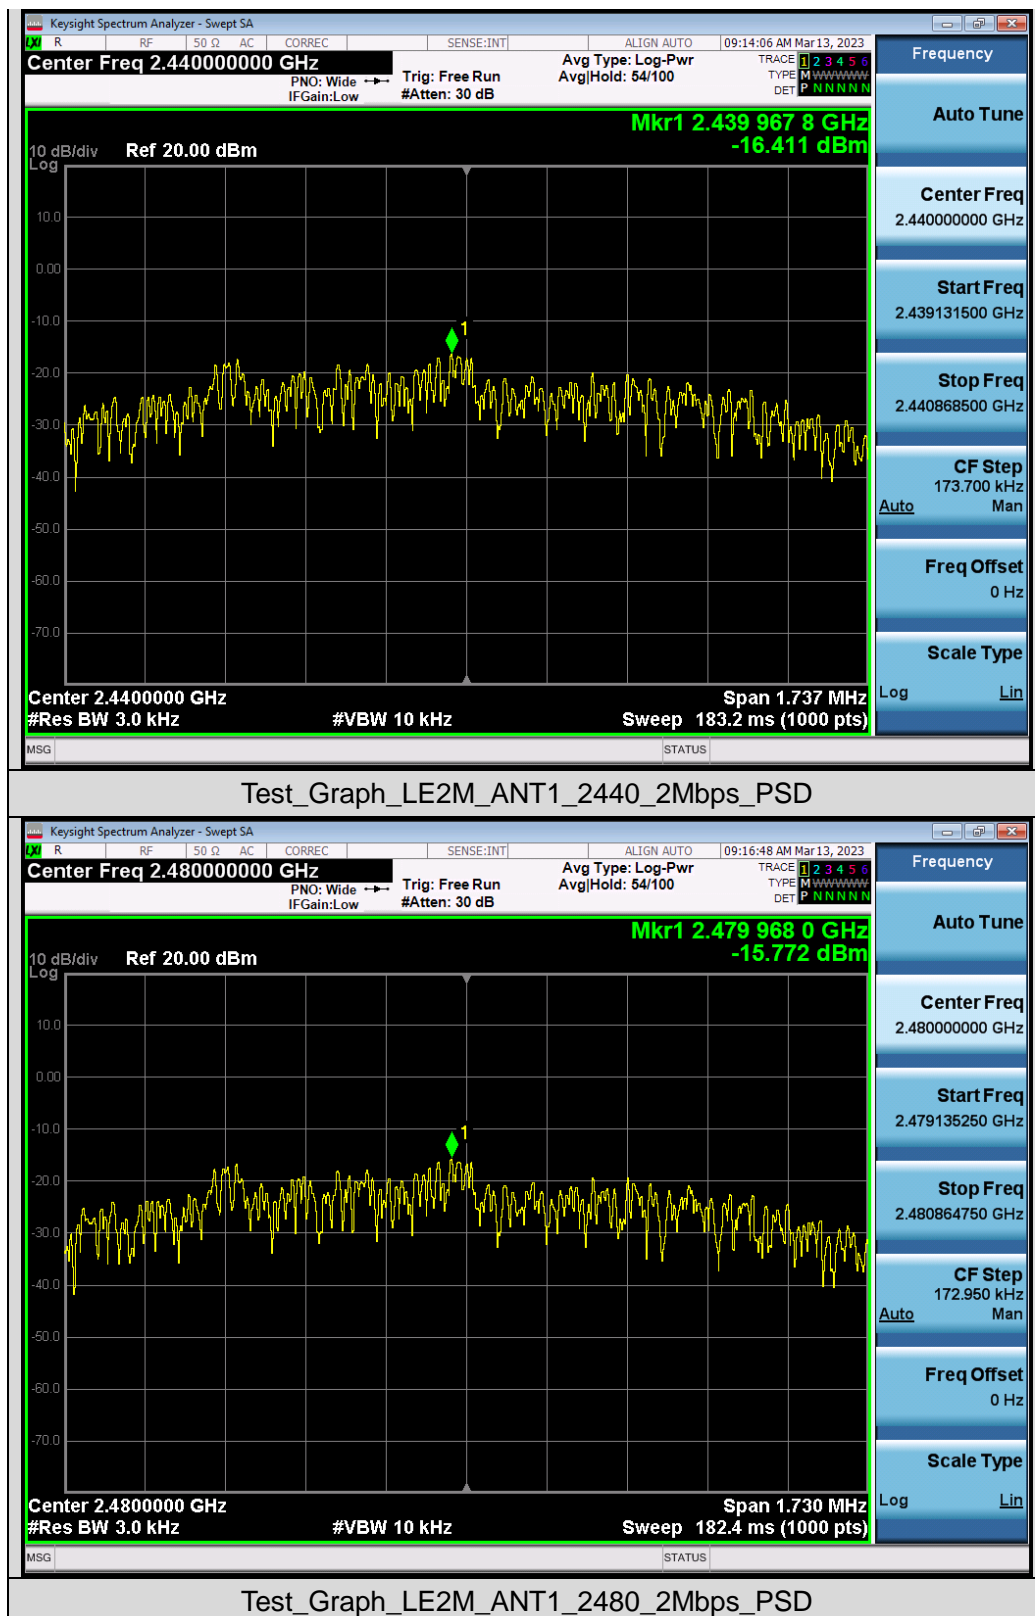 Keysight Spectrum Analyzer - Swept SA
LXI R RF 50 Ω AC CORREC SENSE:INT ALIGN AUTO 09:14:06 AM Mar 13, 2023
Center Freq 2.440000000 GHz
PNO: Wide
IFGain:Low
Trig: Free Run
#Atten: 30 dB
Avg Type: Log-Pwr
Avg|Hold: 54/100
TRACE 1 2 3 4 5 6
TYPE M WWWWW
DET P N N N N N
Mkr1 2.439 967 8 GHz
-16.411 dBm
10 dB/div Ref 20.00 dBm
Log
10.0
0.00
-10.0
-20.0
-30.0
-40.0
-50.0
-60.0
-70.0
1
Center 2.4400000 GHz Span 1.737 MHz
#Res BW 3.0 kHz #VBW 10 kHz Sweep 183.2 ms (1000 pts)
MSG STATUS
Frequency
Auto Tune
Center Freq
2.440000000 GHz
Start Freq
2.439131500 GHz
Stop Freq
2.440868500 GHz
CF Step
173.700 kHz
Auto Man
Freq Offset
0 Hz
Scale Type
Log Lin
Test_Graph_LE2M_ANT1_2440_2Mbps_PSD
Keysight Spectrum Analyzer - Swept SA
LXI R RF 50 Ω AC CORREC SENSE:INT ALIGN AUTO 09:16:48 AM Mar 13, 2023
Center Freq 2.480000000 GHz
PNO: Wide
IFGain:Low
Trig: Free Run
#Atten: 30 dB
Avg Type: Log-Pwr
Avg|Hold: 54/100
TRACE 1 2 3 4 5 6
TYPE M WWWWW
DET P N N N N N
Mkr1 2.479 968 0 GHz
-15.772 dBm
10 dB/div Ref 20.00 dBm
Log
10.0
0.00
-10.0
-20.0
-30.0
-40.0
-50.0
-60.0
-70.0
1
Center 2.4800000 GHz Span 1.730 MHz
#Res BW 3.0 kHz #VBW 10 kHz Sweep 182.4 ms (1000 pts)
MSG STATUS
Frequency
Auto Tune
Center Freq
2.480000000 GHz
Start Freq
2.479135250 GHz
Stop Freq
2.480864750 GHz
CF Step
172.950 kHz
Auto Man
Freq Offset
0 Hz
Scale Type
Log Lin
Test_Graph_LE2M_ANT1_2480_2Mbps_PSD